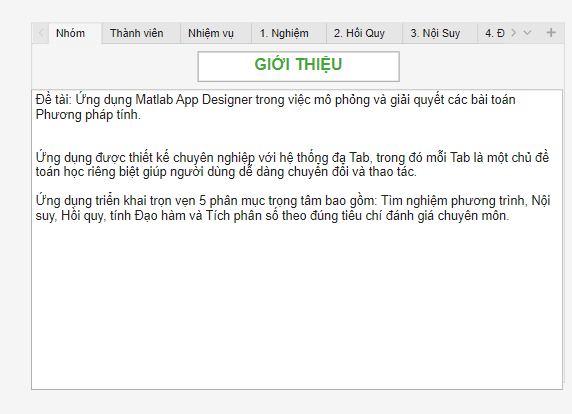 Nhóm
Thành viên
Nhiệm vụ
1. Nghiệm
2. Hồi Quy
3. Nội Suy
4. Đ
GIỚI THIỆU
Đề tài: Ứng dụng Matlab App Designer trong việc mô phỏng và giải quyết các bài toán
Phương pháp tính.
Ứng dụng được thiết kế chuyên nghiệp với hệ thống đa Tab, trong đó mỗi Tab là một chủ đề
toán học riêng biệt giúp người dùng dễ dàng chuyển đổi và thao tác.
Ứng dụng triển khai trọn vẹn 5 phân mục trọng tâm bao gồm: Tìm nghiệm phương trình, Nội
suy, Hồi quy, tính Đạo hàm và Tích phân số theo đúng tiêu chí đánh giá chuyên môn.